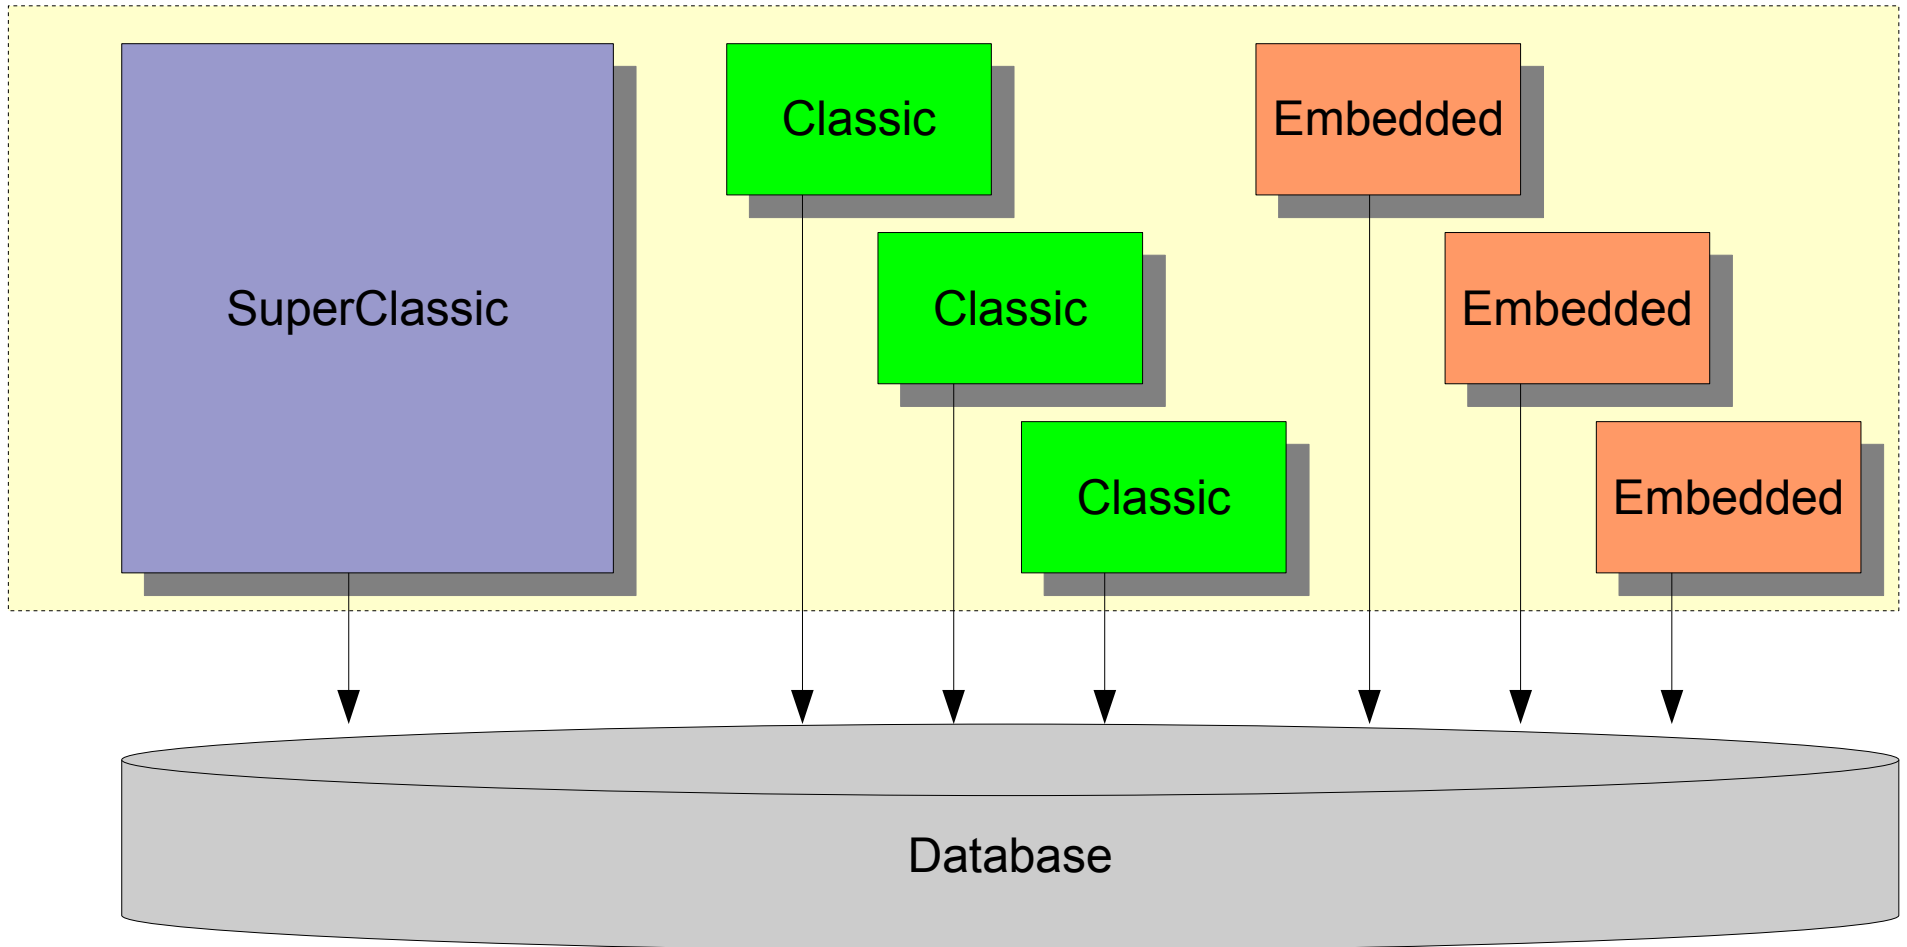 Classic
Embedded
SuperClassic
Classic
Embedded
Classic
Embedded
Database